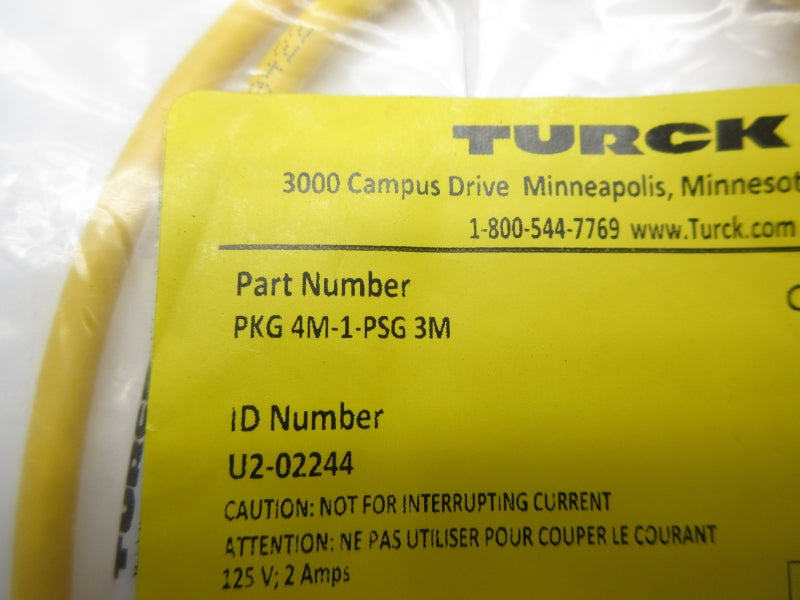 TURCK
3000 Campus Drive Minneapolis, Minnesot
1-800-544-7769 www.Turck.com
Part Number
PKG 4M-1-PSG 3M
ID Number
U2-02244
CAUTION: NOT FOR INTERRUPTING CURRENT
ATTENTION: NE PAS UTILISER POUR COUPER LE COURANT
125 V; 2 Amps
TURCK